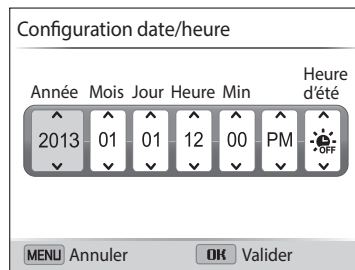 Configuration date/heure
Année Mois Jour Heure Min Heure d'été
2013 01 01 12 00 PM OFF
MENU Annuler OK Valider